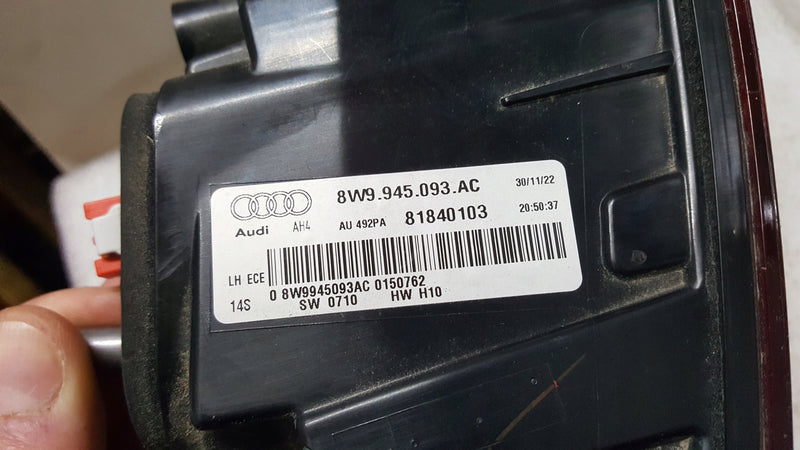 8W9.945.093.AC 30/11/22
Audi AH4 AU 492PA 81840103 20:50:37
LH ECE
0 8W9945093AC 0150762
14S SW 0710 HW H10